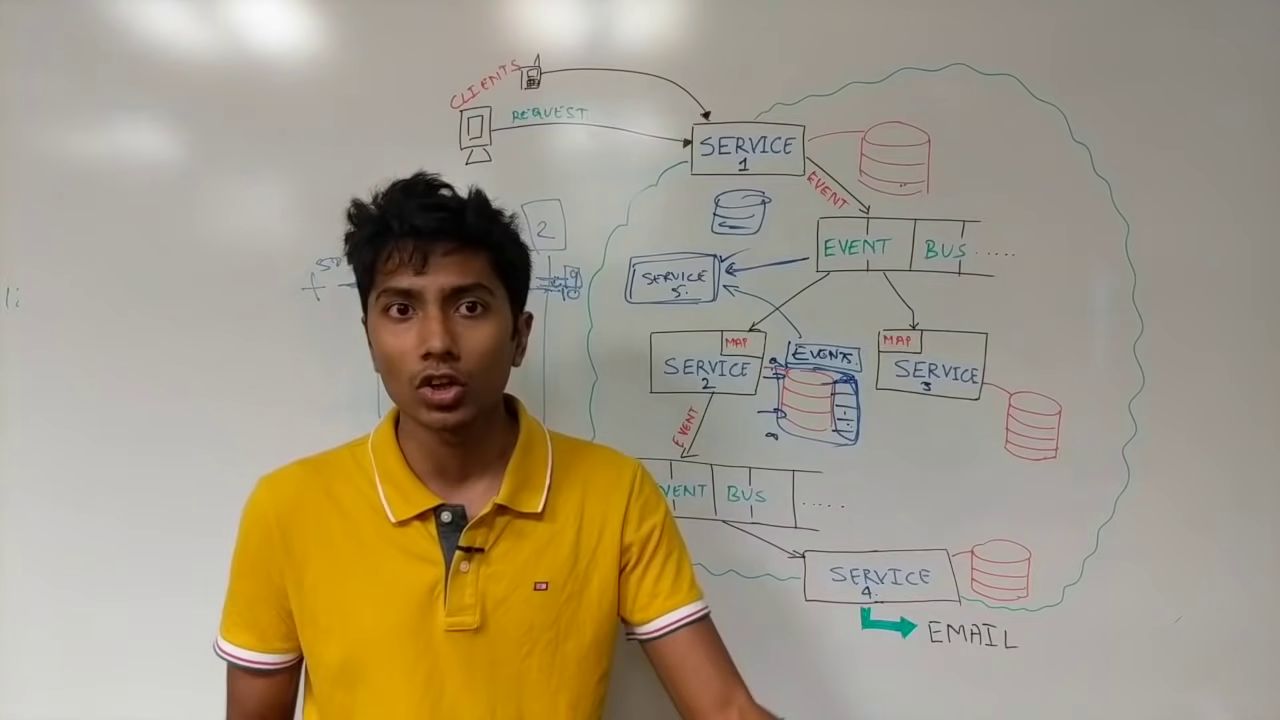 CLIENTS
REQUEST
SERVICE
1
EVENT
2
EVENT BUS ......
SERVICE
5.
MAP
SERVICE
2
EVENTS
MAP
SERVICE
3
EVENT
VENT BUS .....
SERVICE
4.
EMAIL